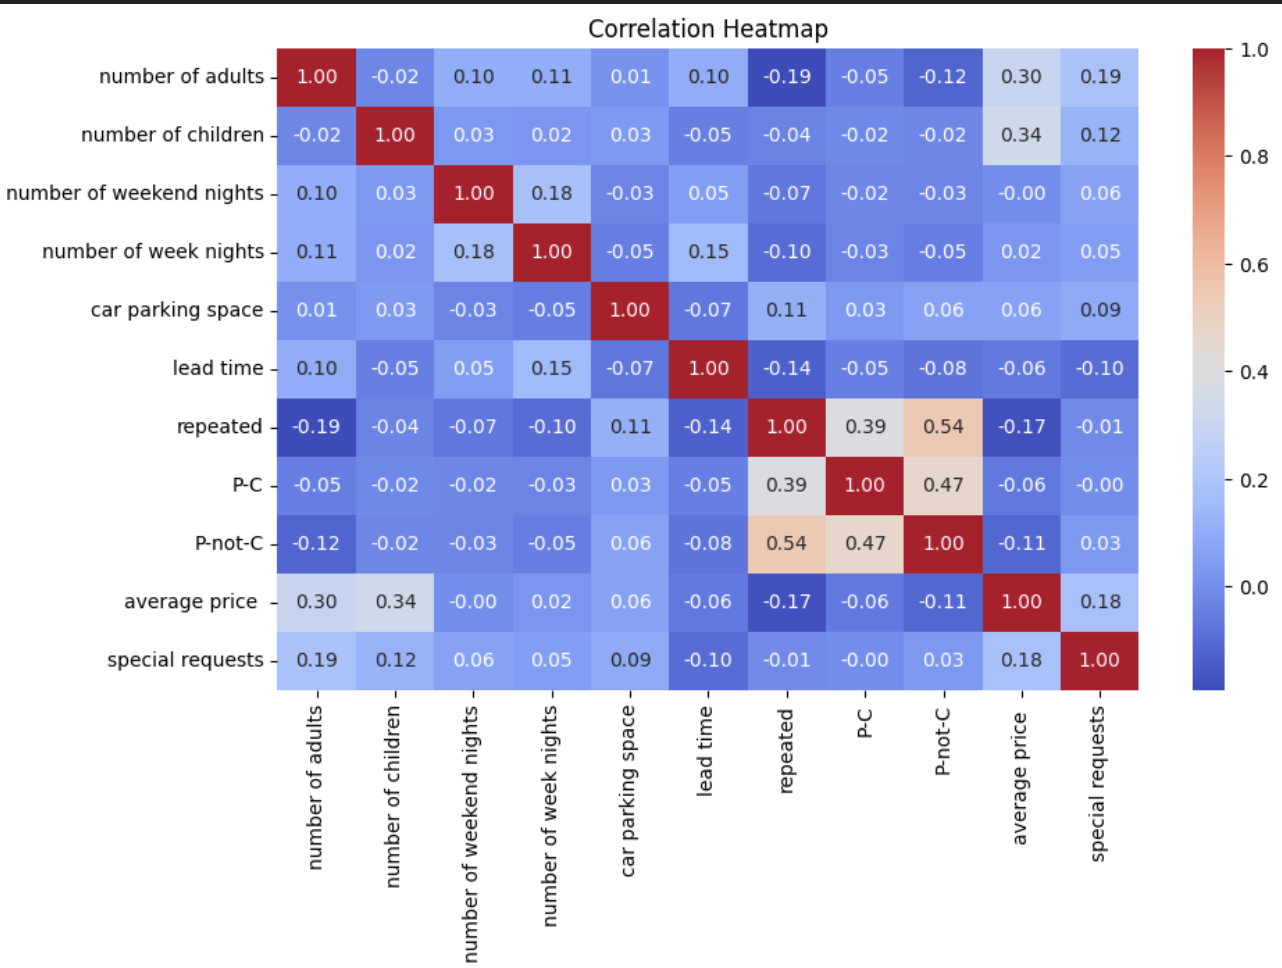 Correlation Heatmap
number of adults 1.00 -0.02 0.10 0.11 0.01 0.10 -0.19 -0.05 -0.12 0.30 0.19
number of children -0.02 1.00 0.03 0.02 0.03 -0.05 -0.04 -0.02 -0.02 0.34 0.12
number of weekend nights 0.10 0.03 1.00 0.18 -0.03 0.05 -0.07 -0.02 -0.03 -0.00 0.06
number of week nights 0.11 0.02 0.18 1.00 -0.05 0.15 -0.10 -0.03 -0.05 0.02 0.05
car parking space 0.01 0.03 -0.03 -0.05 1.00 -0.07 0.11 0.03 0.06 0.06 0.09
lead time 0.10 -0.05 0.05 0.15 -0.07 1.00 -0.14 -0.05 -0.08 -0.06 -0.10
repeated -0.19 -0.04 -0.07 -0.10 0.11 -0.14 1.00 0.39 0.54 -0.17 -0.01
P-C -0.05 -0.02 -0.02 -0.03 0.03 -0.05 0.39 1.00 0.47 -0.06 -0.00
P-not-C -0.12 -0.02 -0.03 -0.05 0.06 -0.08 0.54 0.47 1.00 -0.11 0.03
average price 0.30 0.34 -0.00 0.02 0.06 -0.06 -0.17 -0.06 -0.11 1.00 0.18
special requests 0.19 0.12 0.06 0.05 0.09 -0.10 -0.01 -0.00 0.03 0.18 1.00
number of adults
number of children
number of weekend nights
number of week nights
car parking space
lead time
repeated
P-C
P-not-C
average price
special requests
1.0
0.8
0.6
0.4
0.2
0.0